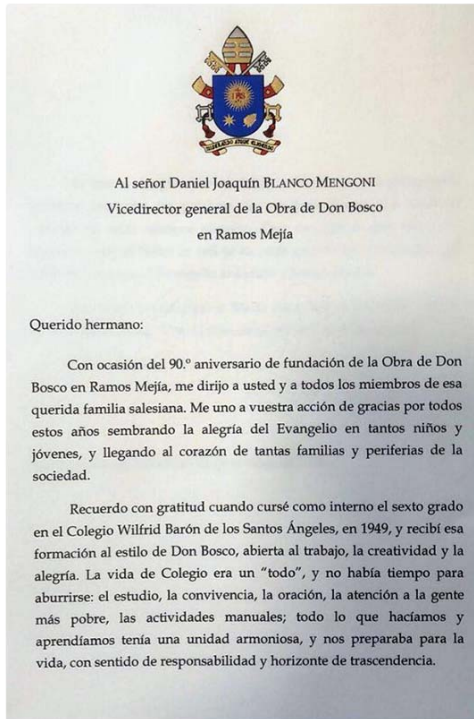 Al señor Daniel Joaquín BLANCO MENGONI
Vicedirector general de la Obra de Don Bosco
en Ramos Mejía
Querido hermano:
Con ocasión del 90.º aniversario de fundación de la Obra de Don
Bosco en Ramos Mejía, me dirijo a usted y a todos los miembros de esa
querida familia salesiana. Me uno a vuestra acción de gracias por todos
estos años sembrando la alegría del Evangelio en tantos niños y
jóvenes, y llegando al corazón de tantas familias y periferias de la
sociedad.
Recuerdo con gratitud cuando cursé como interno el sexto grado
en el Colegio Wilfrid Barón de los Santos Ángeles, en 1949, y recibí esa
formación al estilo de Don Bosco, abierta al trabajo, la creatividad y la
alegría. La vida de Colegio era un “todo”, y no había tiempo para
aburrirse: el estudio, la convivencia, la oración, la atención a la gente
más pobre, las actividades manuales; todo lo que hacíamos y
aprendíamos tenía una unidad armoniosa, y nos preparaba para la
vida, con sentido de responsabilidad y horizonte de trascendencia.